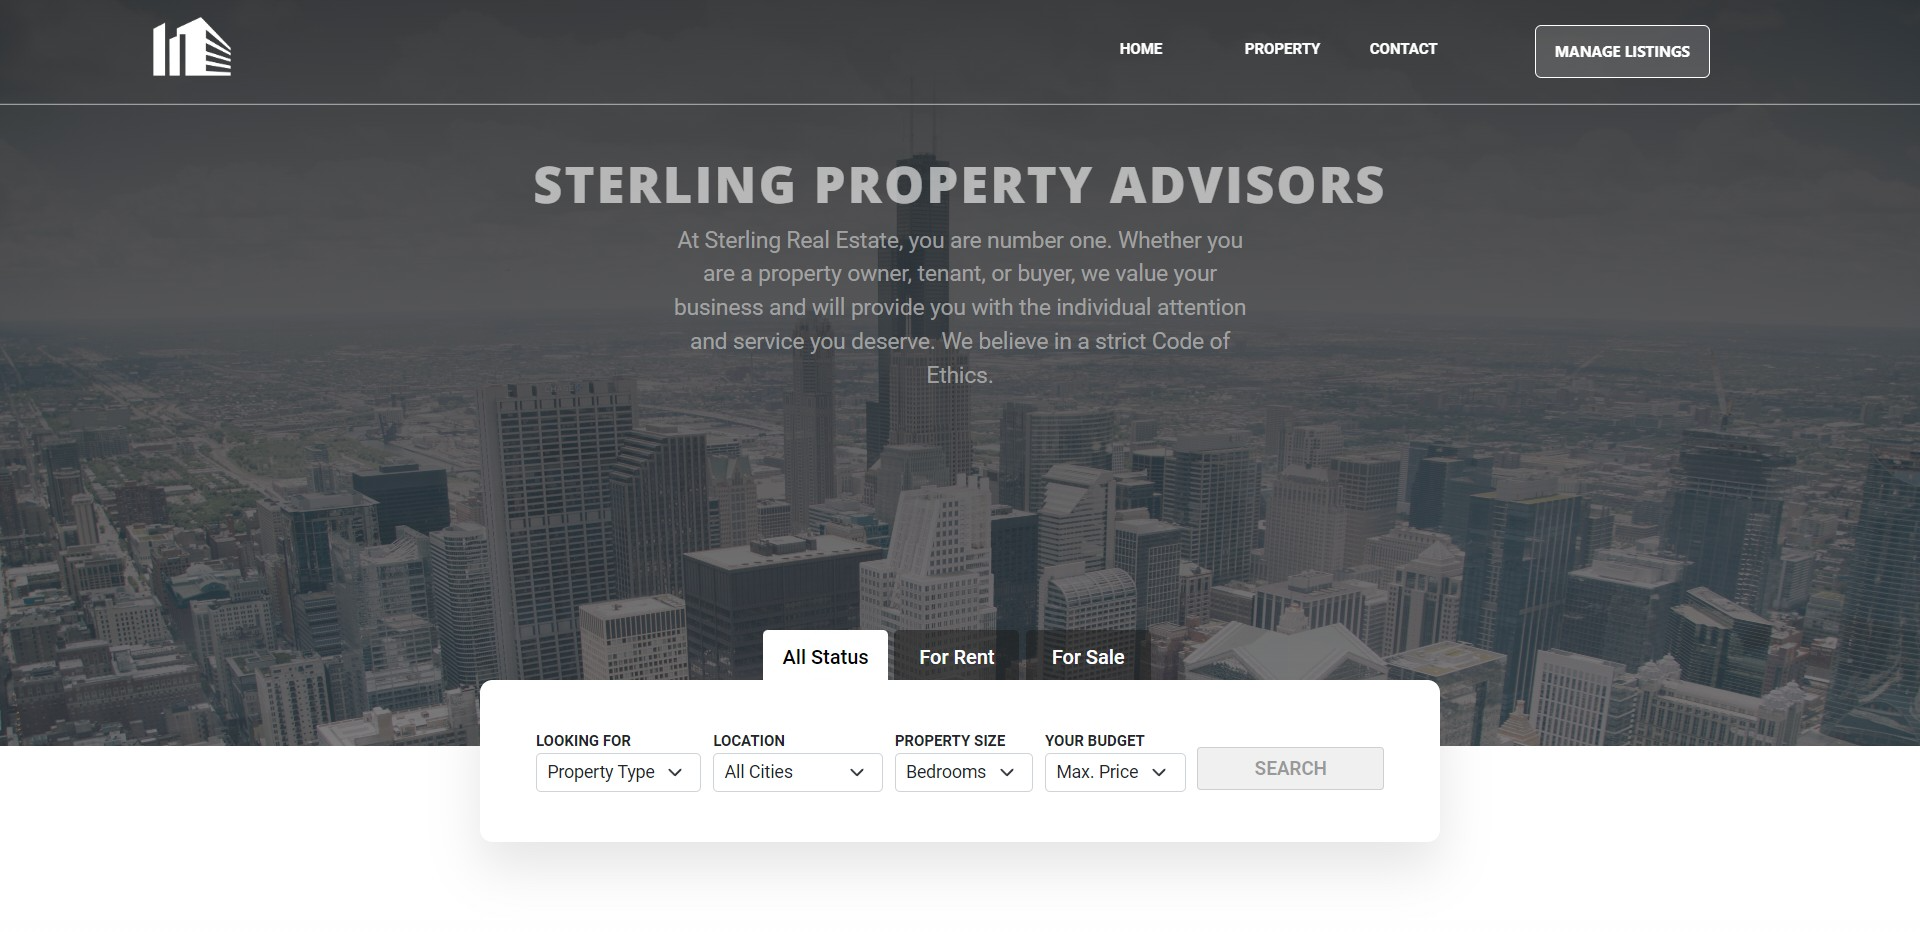 HOME
PROPERTY
CONTACT
MANAGE LISTINGS
STERLING PROPERTY ADVISORS
At Sterling Real Estate, you are number one. Whether you
are a property owner, tenant, or buyer, we value your
business and will provide you with the individual attention
and service you deserve. We believe in a strict Code of
Ethics.
All Status
For Rent
For Sale
LOOKING FOR
Property Type
LOCATION
All Cities
PROPERTY SIZE
Bedrooms
YOUR BUDGET
Max. Price
SEARCH